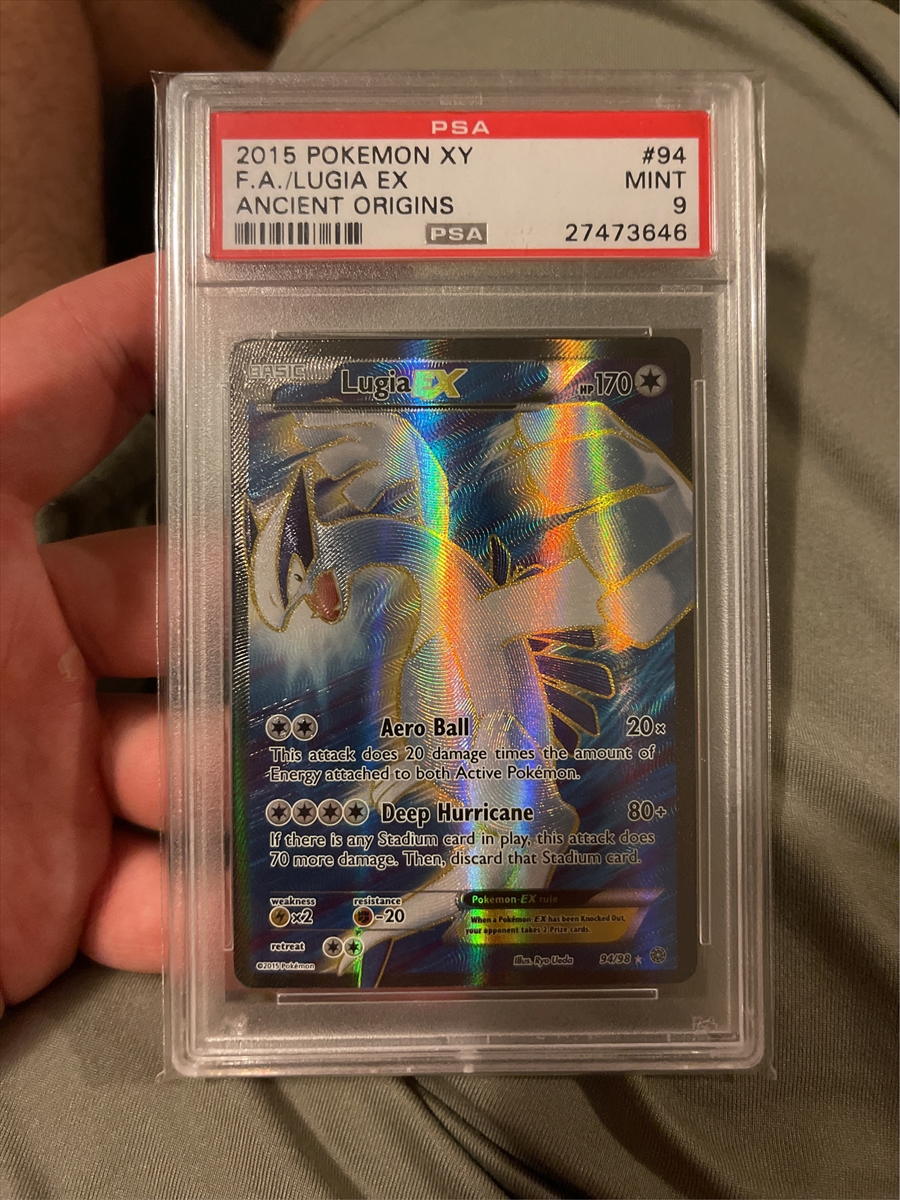 PSA
2015 POKEMON XY #94
F.A./LUGIA EX MINT
ANCIENT ORIGINS 9
PSA 27473646
BASIC Lugia EX HP170
Aero Ball 20×
This attack does 20 damage times the amount of
Energy attached to both Active Pokémon.
Deep Hurricane 80+
If there is any Stadium card in play, this attack does
70 more damage. Then, discard that Stadium card.
weakness resistance Pokémon-EX rule
×2 -20 When a Pokémon-EX has been Knocked Out,
your opponent takes 2 Prize cards.
retreat
©2015 Pokémon Illus. Ryo Ueda 94/98 ★